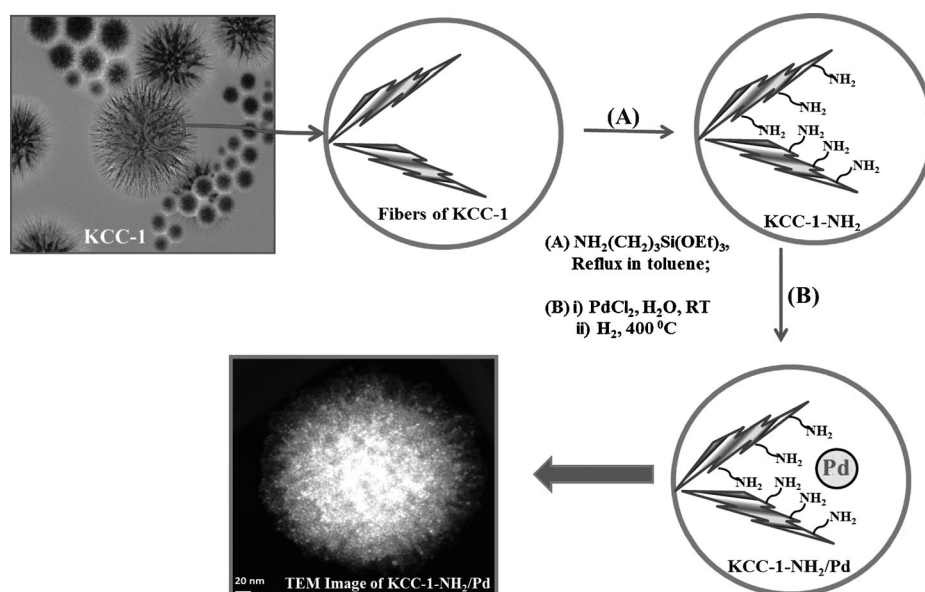 KCC-1
Fibers of KCC-1
(A)
NH₂
NH₂
NH₂
NH₂
NH₂
NH₂
KCC-1-NH₂
(A) NH₂(CH₂)₃Si(OEt)₃,
Reflux in toluene;
(B) i) PdCl₂, H₂O, RT
ii) H₂, 400 ⁰C
(B)
20 nm
TEM Image of KCC-1-NH₂/Pd
NH₂
NH₂
Pd
NH₂
NH₂
NH₂
NH₂
KCC-1-NH₂/Pd